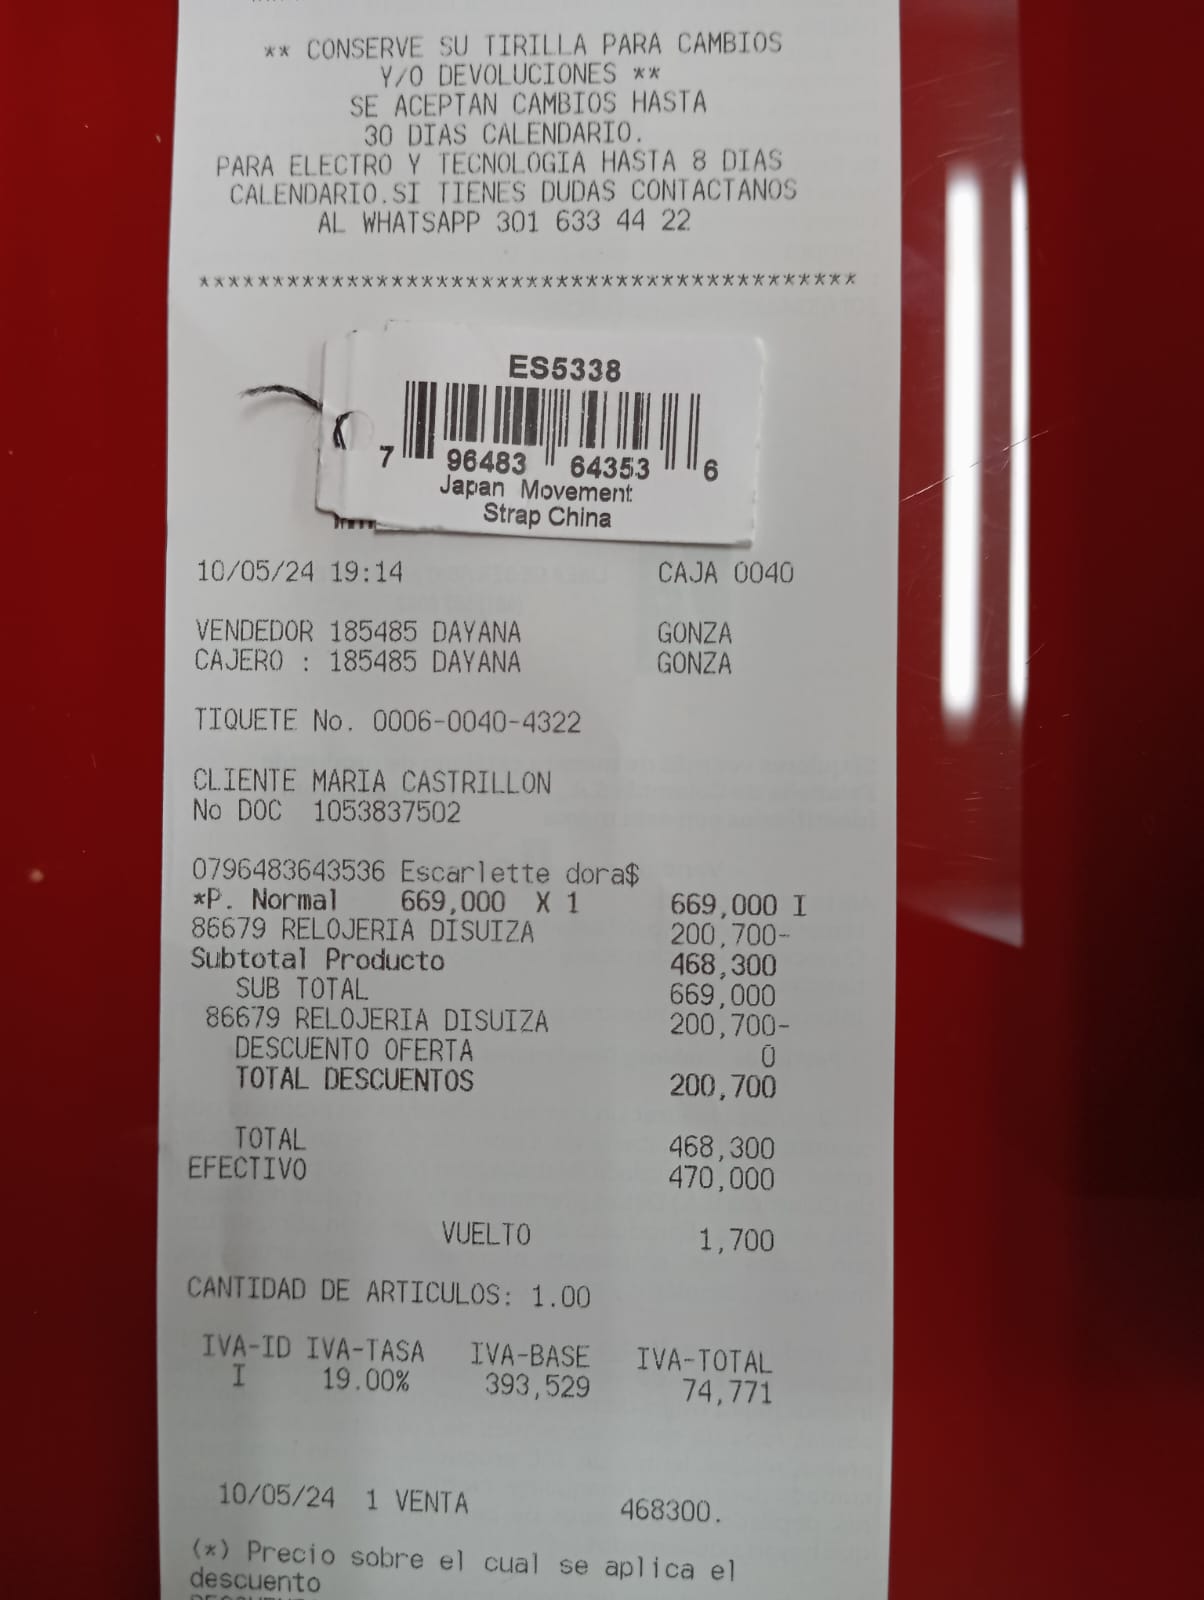 ** CONSERVE SU TIRILLA PARA CAMBIOS
Y/O DEVOLUCIONES **
SE ACEPTAN CAMBIOS HASTA
30 DIAS CALENDARIO.
PARA ELECTRO Y TECNOLOGIA HASTA 8 DIAS
CALENDARIO.SI TIENES DUDAS CONTACTANOS
AL WHATSAPP 301 633 44 22
*********************************************
ES5338
7 96483 64353 6
Japan Movement
Strap China
10/05/24 19:14 CAJA 0040
VENDEDOR 185485 DAYANA GONZA
CAJERO : 185485 DAYANA GONZA
TIQUETE No. 0006-0040-4322
CLIENTE MARIA CASTRILLON
No DOC 1053837502
0796483643536 Escarlette dora$
*P. Normal 669,000 X 1 669,000 I
86679 RELOJERIA DISUIZA 200,700-
Subtotal Producto 468,300
SUB TOTAL 669,000
86679 RELOJERIA DISUIZA 200,700-
DESCUENTO OFERTA 0
TOTAL DESCUENTOS 200,700
TOTAL 468,300
EFECTIVO 470,000
VUELTO 1,700
CANTIDAD DE ARTICULOS: 1.00
IVA-ID IVA-TASA IVA-BASE IVA-TOTAL
I 19.00% 393,529 74,771
10/05/24 1 VENTA 468300.
(*) Precio sobre el cual se aplica el
descuento